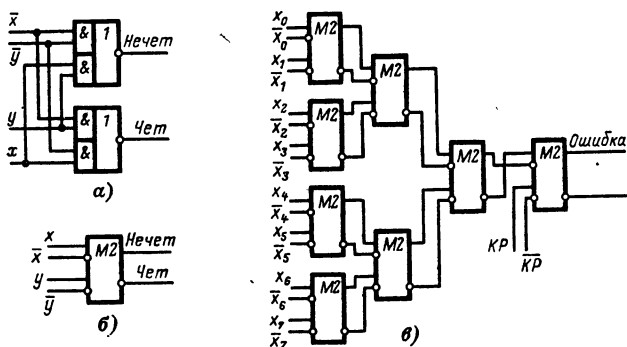 x̅
y̅
& 1 Нечет
&
y
& 1 Чет
x
&
а)
x M2 Нечет
x̅
y Чет
y̅
б)
x0 M2
x̅0
x1
x̅1
M2
x2 M2
x̅2
x3
x̅3
M2 M2 Ошибка
x4 M2
x̅4
x5
x̅5
КР К̅Р̅
M2
x6 M2
x̅6
x7
x̅7
в)